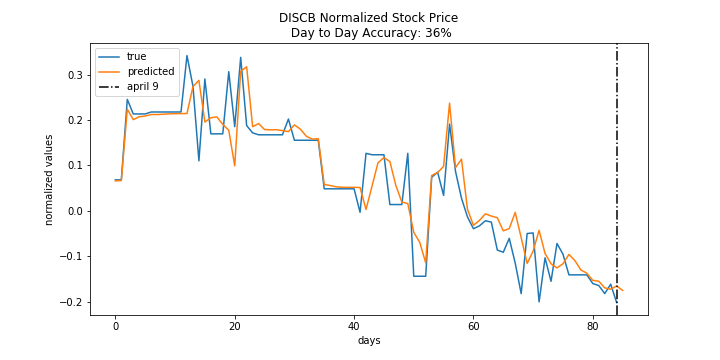 DISCB Normalized Stock Price
Day to Day Accuracy: 36%
true
predicted
april 9
normalized values
0.3
0.2
0.1
0.0
−0.1
−0.2
0
20
40
60
80
days